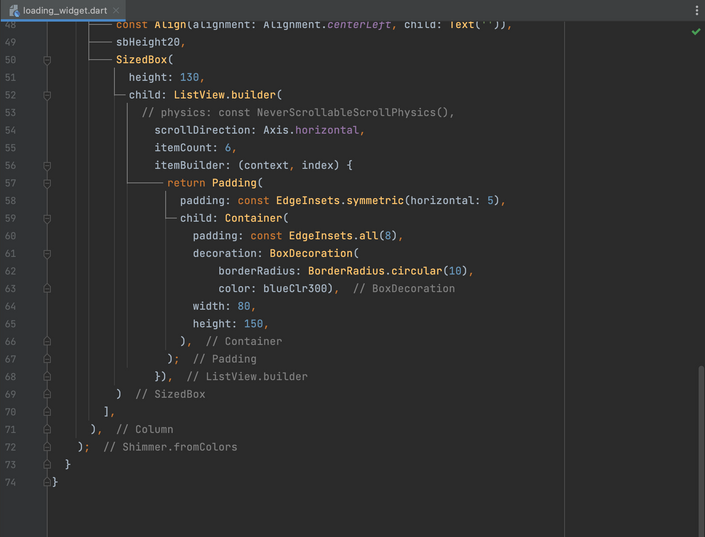 loading_widget.dart
48 const Align(alignment: Alignment.centerLeft, child: Text('')),
49 sbHeight20,
50 SizedBox(
51 height: 130,
52 child: ListView.builder(
53 // physics: const NeverScrollableScrollPhysics(),
54 scrollDirection: Axis.horizontal,
55 itemCount: 6,
56 itemBuilder: (context, index) {
57 return Padding(
58 padding: const EdgeInsets.symmetric(horizontal: 5),
59 child: Container(
60 padding: const EdgeInsets.all(8),
61 decoration: BoxDecoration(
62 borderRadius: BorderRadius.circular(10),
63 color: blueClr300), // BoxDecoration
64 width: 80,
65 height: 150,
66 ), // Container
67 ); // Padding
68 }), // ListView.builder
69 ) // SizedBox
70 ],
71 ), // Column
72 ); // Shimmer.fromColors
73 }
74 }